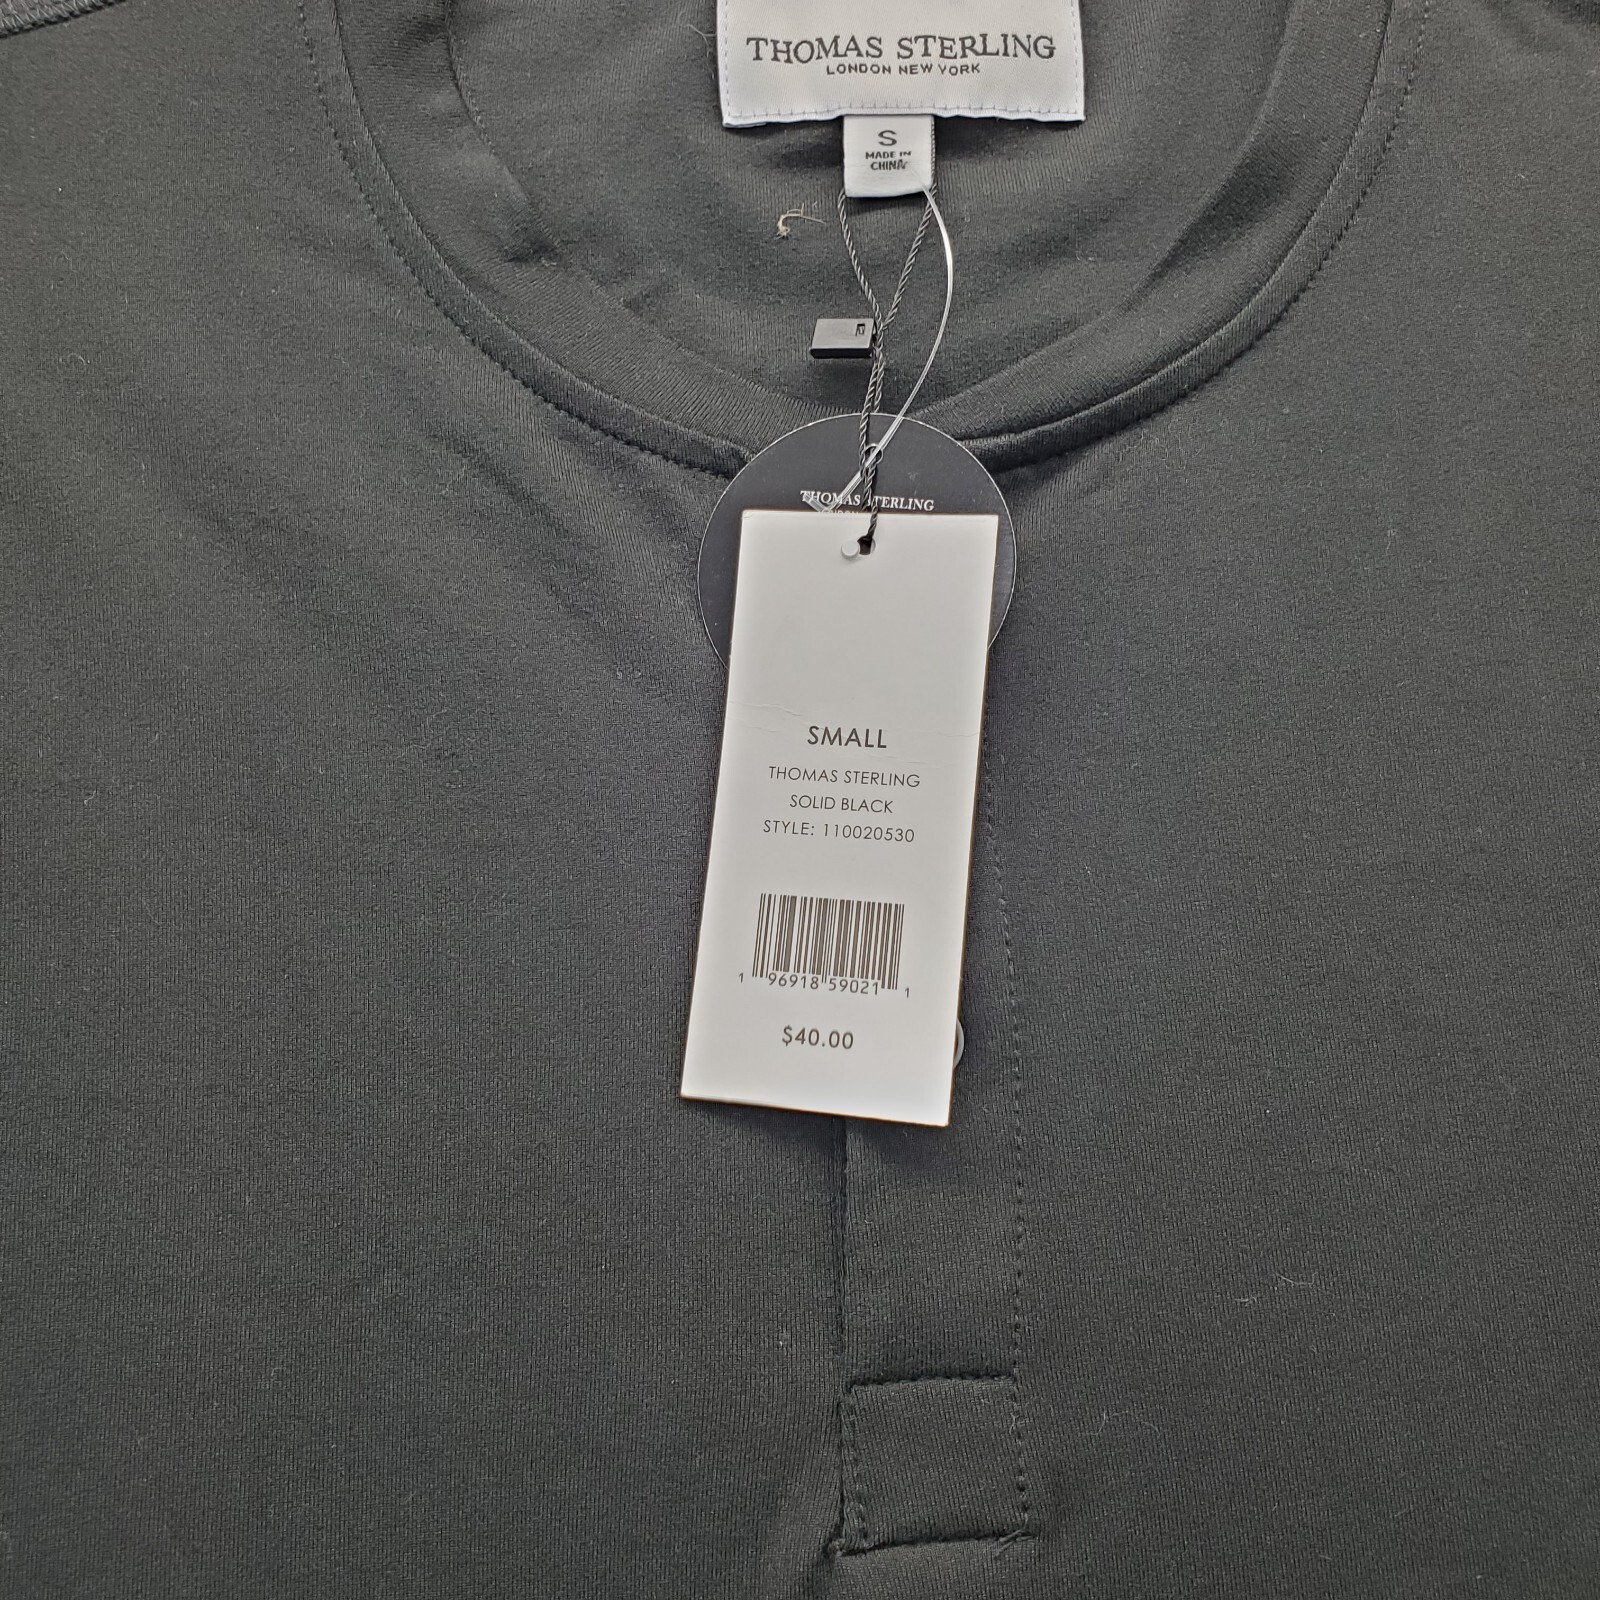 THOMAS STERLING
LONDON NEW YORK
S
MADE IN
CHINA
THOMAS STERLING
SMALL
THOMAS STERLING
SOLID BLACK
STYLE: 110020530
1 96918 59021 1
$40.00